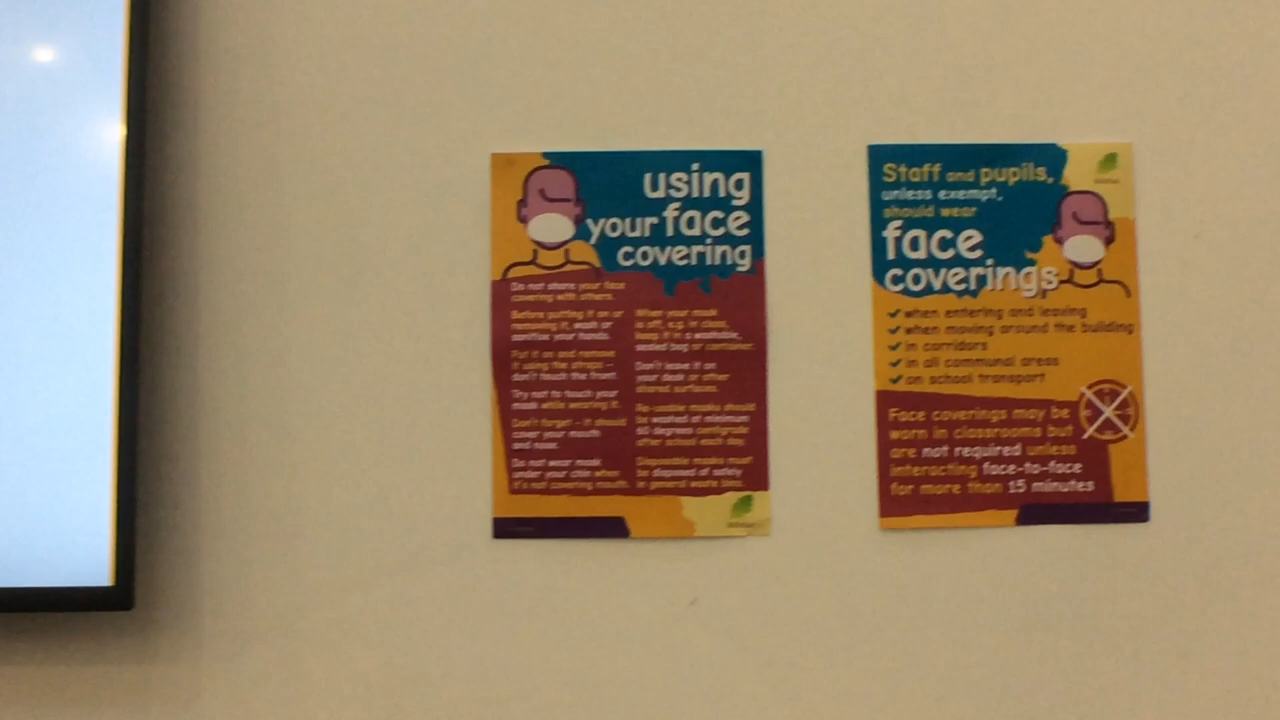 using
your face
covering
Do not share your face
covering with others.
Before putting it on or
removing it, wash or
sanitise your hands.
Put it on and remove
it using the straps –
don't touch the front.
Try not to touch your
mask while wearing it.
Don't forget – it should
cover your mouth
and nose.
Do not wear mask
under your chin when
it's not covering mouth.
When your mask
is off, e.g. in class,
keep it in a washable,
sealed bag or container.
Don't leave it on
your desk or other
shared surfaces.
Re-usable masks should
be washed at minimum
60 degrees centigrade
after school each day.
Disposable masks must
be disposed of safely
in general waste bins.
Staff and pupils,
unless exempt,
should wear
face
coverings
when entering and leaving
when moving around the building
in corridors
in all communal areas
on school transport
Face coverings may be
worn in classrooms but
are not required unless
interacting face-to-face
for more than 15 minutes